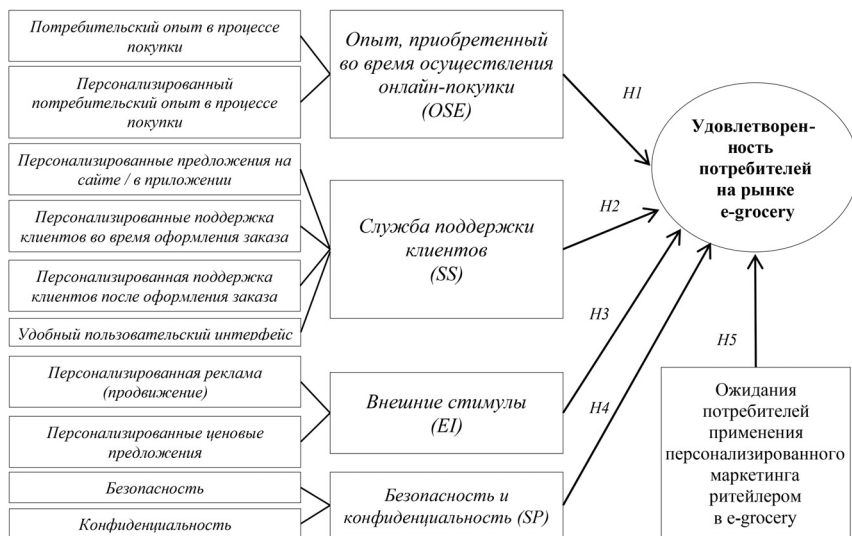 Потребительский опыт в процессе
покупки
Персонализированный
потребительский опыт в процессе
покупки
Персонализированные предложения на
сайте / в приложении
Персонализированные поддержка
клиентов во время оформления заказа
Персонализированная поддержка
клиентов после оформления заказа
Удобный пользовательский интерфейс
Персонализированная реклама
(продвижение)
Персонализированные ценовые
предложения
Безопасность
Конфиденциальность
Опыт, приобретенный
во время осуществления
онлайн-покупки
(OSE)
Служба поддержки
клиентов
(SS)
Внешние стимулы
(EI)
Безопасность и
конфиденциальность (SP)
H1
H2
H3
H4
H5
Удовлетворен-
ность
потребителей
на рынке
e-grocery
Ожидания
потребителей
применения
персонализированного
маркетинга
ритейлером
в e-grocery